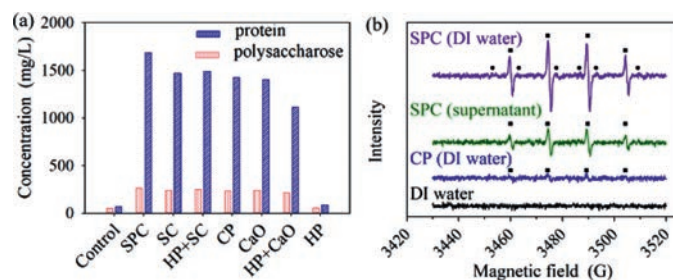 (a)
protein
polysaccharose
Concentration (mg/L)
2000
1500
1000
500
0
Control
SPC
SC
HP+SC
CP
CaO
HP+CaO
HP
(b)
SPC (DI water)
SPC (supernatant)
CP (DI water)
DI water
Intensity
3420
3440
3460
3480
3500
3520
Magnetic field (G)